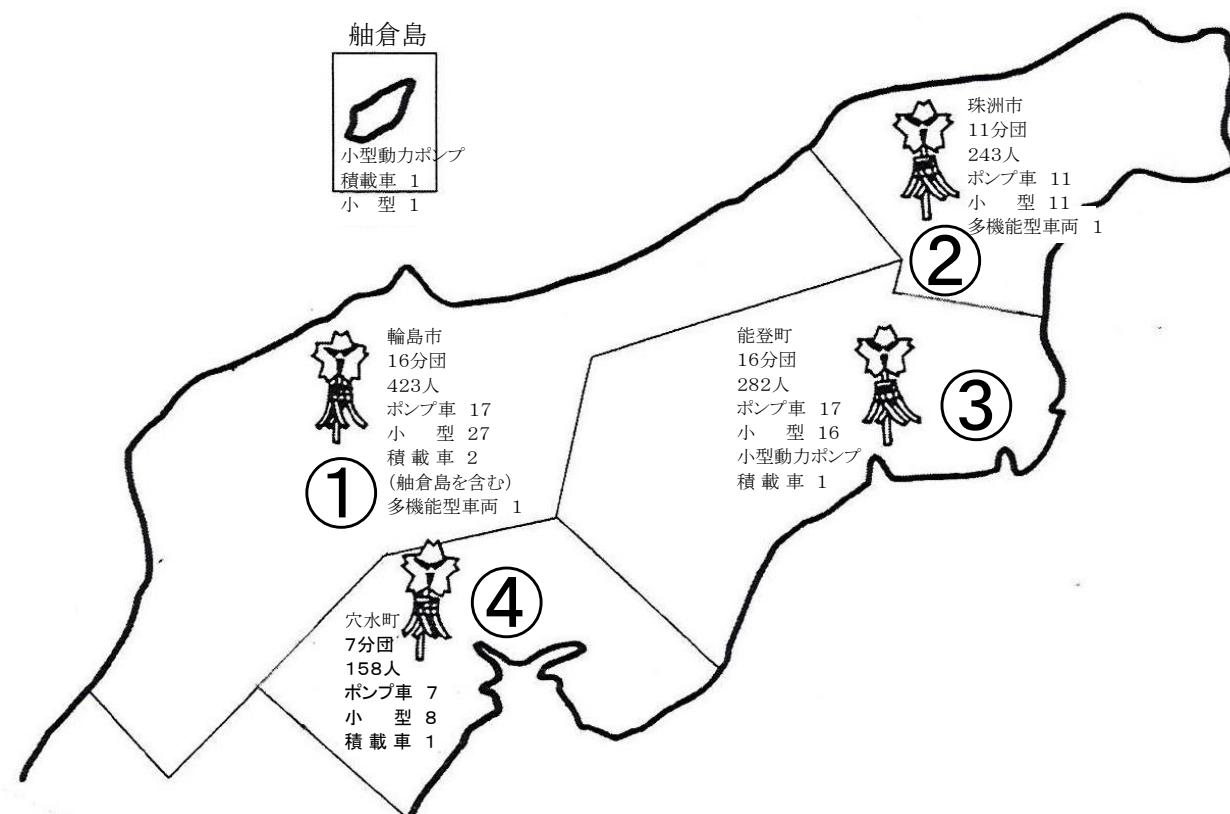 舳倉島
小型動力ポンプ
積載車 1
小 型 1
珠洲市
11分団
243人
ポンプ車 11
小 型 11
多機能型車両 1
②
輪島市
16分団
423人
ポンプ車 17
小 型 27
積載車 2
(舳倉島を含む)
多機能型車両 1
①
能登町
16分団
282人
ポンプ車 17
小 型 16
小型動力ポンプ
積載車 1
③
穴水町
7分団
158人
ポンプ車 7
小 型 8
積載車 1
④